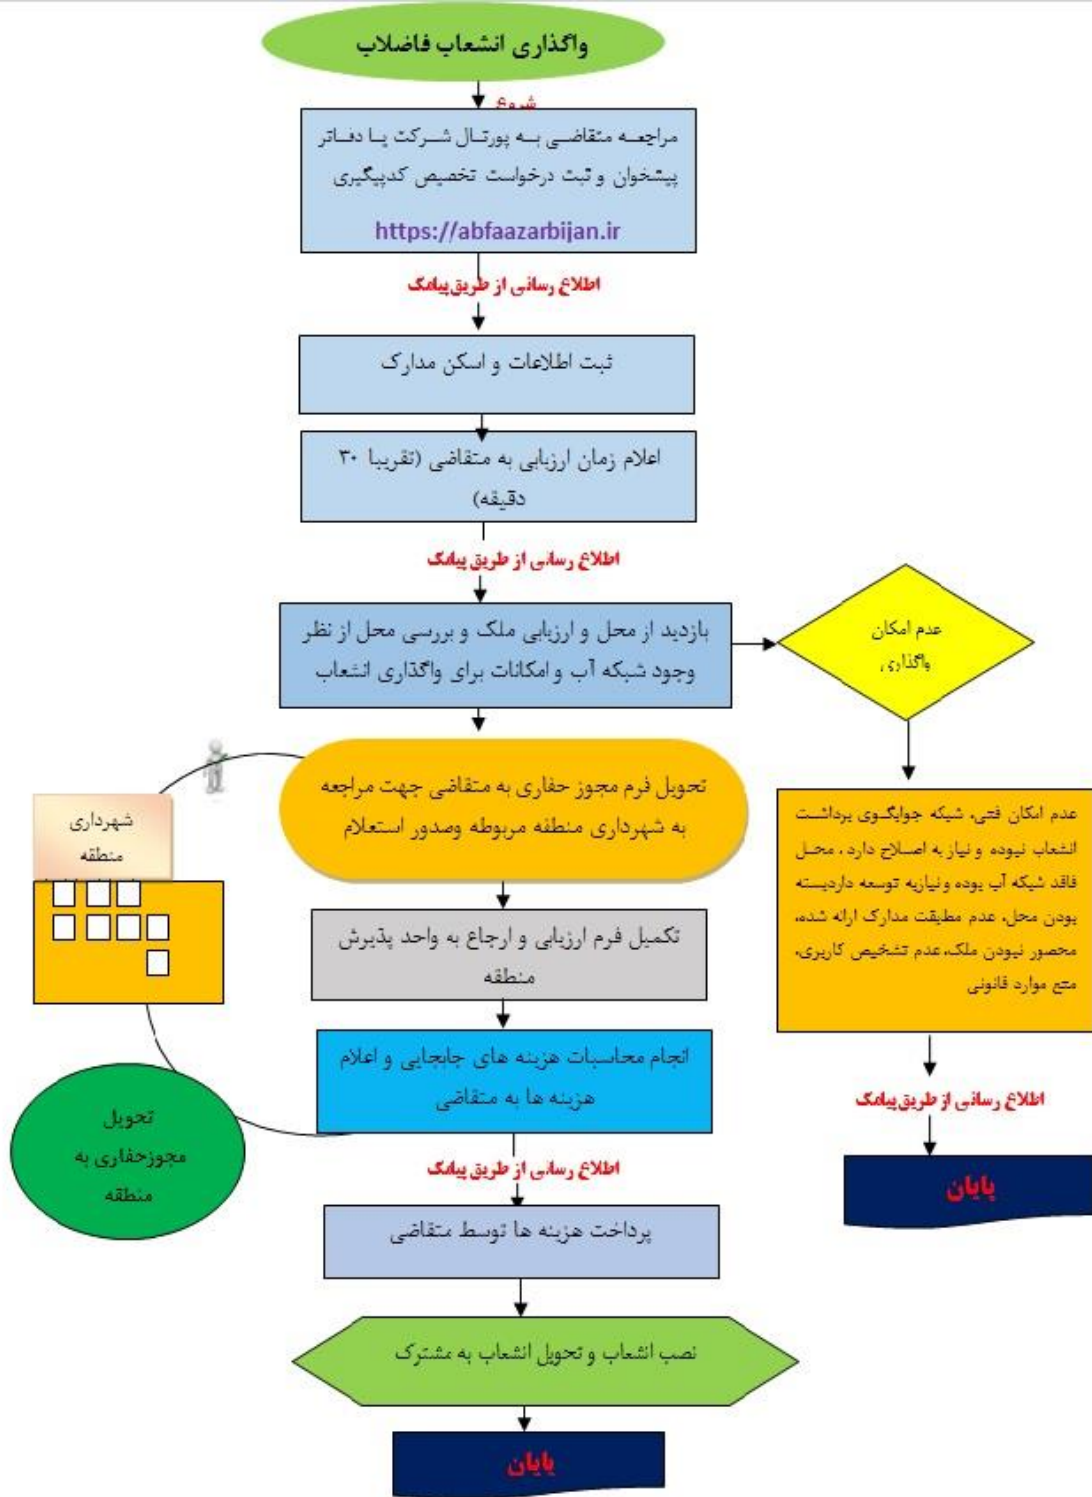 واگذاری انشعاب فاضلاب
شروع
مراجعه متقاضی به پورتال شرکت یا دفاتر
پیشخوان و ثبت درخواست تخصیص کدپیگیری
https://abfaazarbijan.ir
اطلاع رسانی از طریق پیامک
ثبت اطلاعات و اسکن مدارک
اعلام زمان ارزیابی به متقاضی (تقریبا ۳۰
دقیقه)
اطلاع رسانی از طریق پیامک
بازدید از محل و ارزیابی ملک و بررسی محل از نظر
وجود شبکه آب و امکانات برای واگذاری انشعاب
عدم امکان
واگذاری
تحویل فرم مجوز حفاری به متقاضی جهت مراجعه
به شهرداری منطقه مربوطه وصدور استعلام
شهرداری
منطقه
عدم امکان فنی، شبکه جوابگوی برداشت
انشعاب نبوده و نیاز به اصلاح دارد ، محل
فاقد شبکه آب بوده و نیازبه توسعه داردبسته
بودن محل، عدم مطابقت مدارک ارائه شده،
محصور نبودن ملک،عدم تشخیص کاربری،
منع موارد قانونی
تکمیل فرم ارزیابی و ارجاع به واحد پذیرش
منطقه
انجام محاسبات هزینه های جابجایی و اعلام
هزینه ها به متقاضی
تحویل
مجوزحفاری به
منطقه
اطلاع رسانی از طریق پیامک
پایان
اطلاع رسانی از طریق پیامک
پرداخت هزینه ها توسط متقاضی
نصب انشعاب و تحویل انشعاب به مشترک
پایان